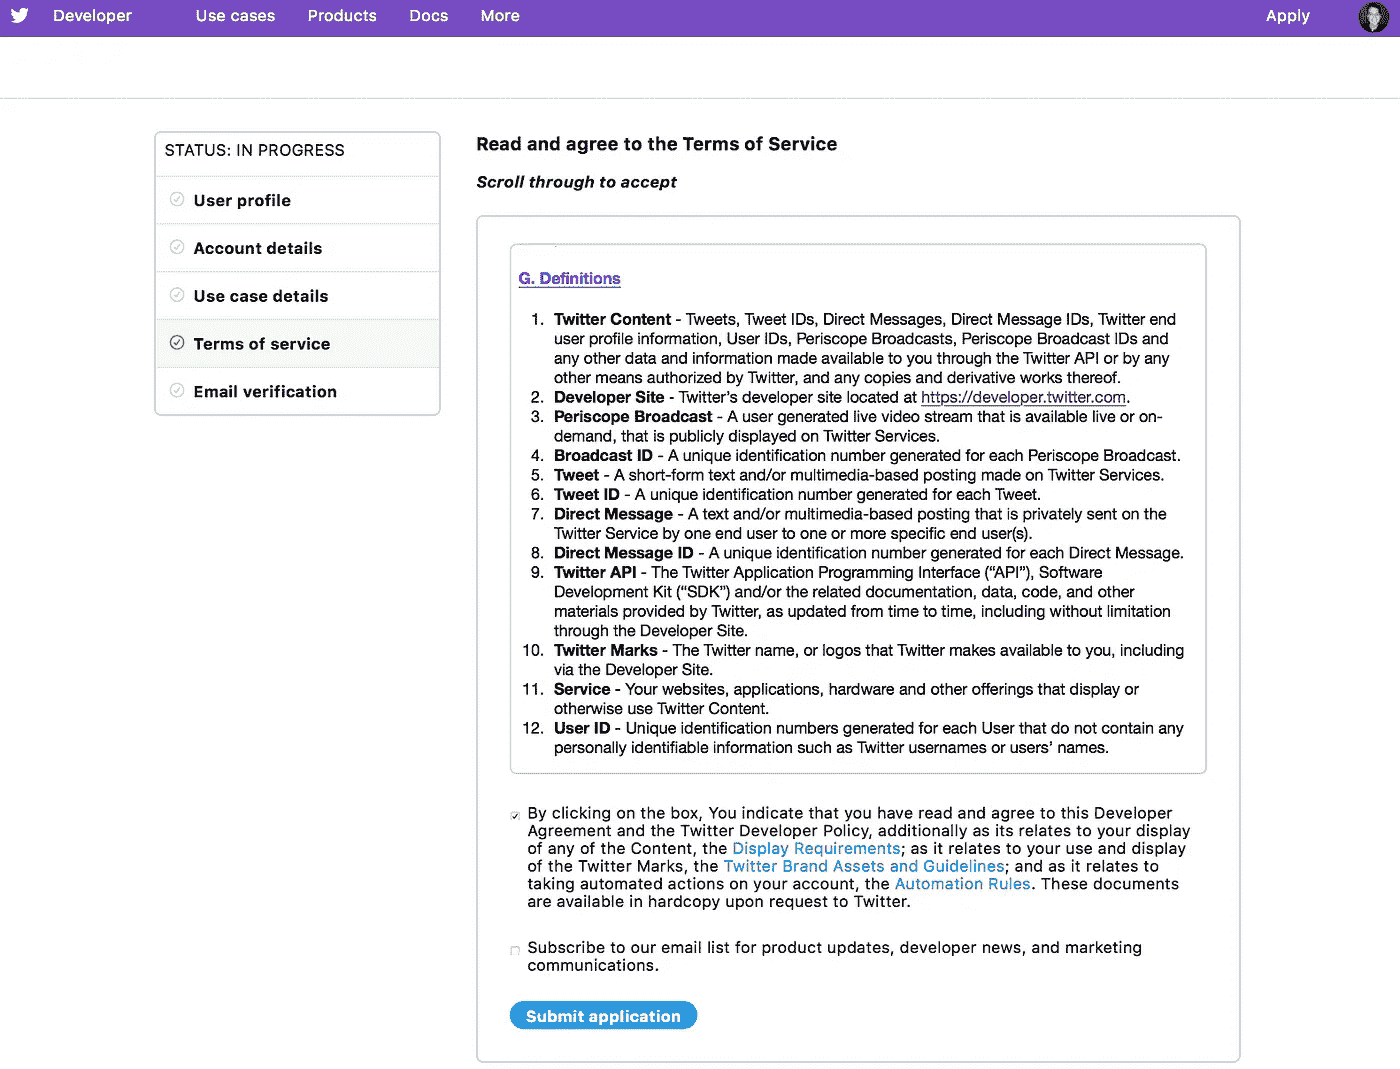 Developer Use cases Products Docs More Apply
STATUS: IN PROGRESS
User profile
Account details
Use case details
Terms of service
Email verification
Read and agree to the Terms of Service
Scroll through to accept
G. Definitions
1. Twitter Content - Tweets, Tweet IDs, Direct Messages, Direct Message IDs, Twitter end
user profile information, User IDs, Periscope Broadcasts, Periscope Broadcast IDs and
any other data and information made available to you through the Twitter API or by any
other means authorized by Twitter, and any copies and derivative works thereof.
2. Developer Site - Twitter’s developer site located at https://developer.twitter.com.
3. Periscope Broadcast - A user generated live video stream that is available live or on-
demand, that is publicly displayed on Twitter Services.
4. Broadcast ID - A unique identification number generated for each Periscope Broadcast.
5. Tweet - A short-form text and/or multimedia-based posting made on Twitter Services.
6. Tweet ID - A unique identification number generated for each Tweet.
7. Direct Message - A text and/or multimedia-based posting that is privately sent on the
Twitter Service by one end user to one or more specific end user(s).
8. Direct Message ID - A unique identification number generated for each Direct Message.
9. Twitter API - The Twitter Application Programming Interface (“API”), Software
Development Kit (“SDK”) and/or the related documentation, data, code, and other
materials provided by Twitter, as updated from time to time, including without limitation
through the Developer Site.
10. Twitter Marks - The Twitter name, or logos that Twitter makes available to you, including
via the Developer Site.
11. Service - Your websites, applications, hardware and other offerings that display or
otherwise use Twitter Content.
12. User ID - Unique identification numbers generated for each User that do not contain any
personally identifiable information such as Twitter usernames or users’ names.
By clicking on the box, You indicate that you have read and agree to this Developer
Agreement and the Twitter Developer Policy, additionally as its relates to your display
of any of the Content, the Display Requirements; as it relates to your use and display
of the Twitter Marks, the Twitter Brand Assets and Guidelines; and as it relates to
taking automated actions on your account, the Automation Rules. These documents
are available in hardcopy upon request to Twitter.
Subscribe to our email list for product updates, developer news, and marketing
communications.
Submit application